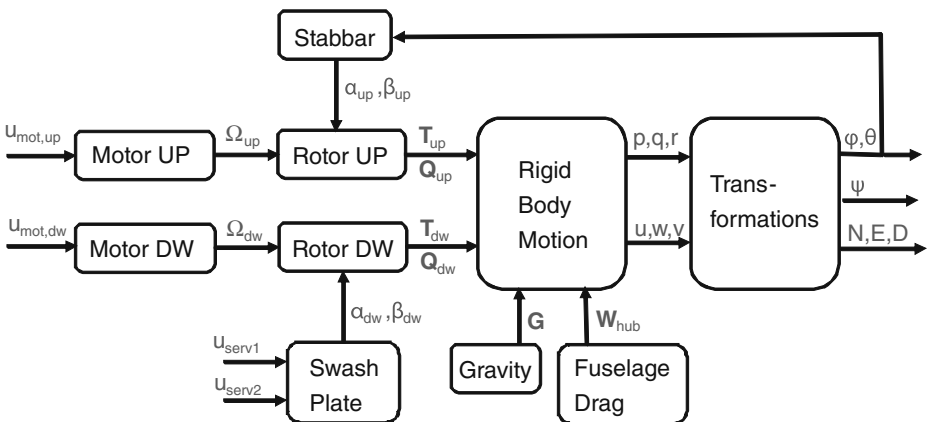 Stabbar
α_up ,β_up
u_mot,up
Motor UP
Ω_up
Rotor UP
T_up
Q_up
Rigid
Body
Motion
p,q,r
u,w,v
Trans-
formations
φ,θ
ψ
N,E,D
u_mot,dw
Motor DW
Ω_dw
Rotor DW
T_dw
Q_dw
α_dw ,β_dw
u_serv1
u_serv2
Swash
Plate
G
Gravity
W_hub
Fuselage
Drag